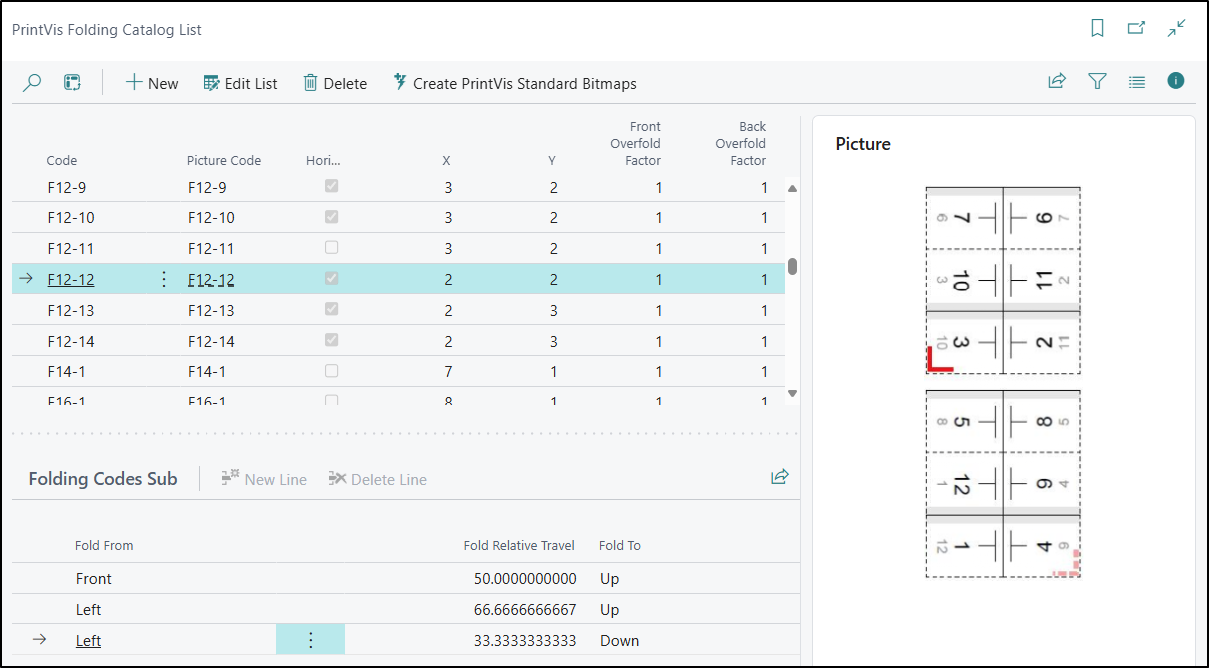 PrintVis Folding Catalog List
New Edit List Delete Create PrintVis Standard Bitmaps
Code Picture Code Hori... X Y Front Overfold Factor Back Overfold Factor
F12-9 F12-9 3 2 1 1
F12-10 F12-10 3 2 1 1
F12-11 F12-11 3 2 1 1
F12-12 F12-12 2 2 1 1
F12-13 F12-13 2 3 1 1
F12-14 F12-14 2 3 1 1
F14-1 F14-1 7 1 1 1
F16-1 F16-1 8 1 1 1
Folding Codes Sub New Line Delete Line
Fold From Fold Relative Travel Fold To
Front 50.0000000000 Up
Left 66.6666666667 Up
Left 33.3333333333 Down
Picture
6 7 6 7
3 10 11 2
10 3 2 11
8 5 8 5
1 12 9 4
12 1 4 9